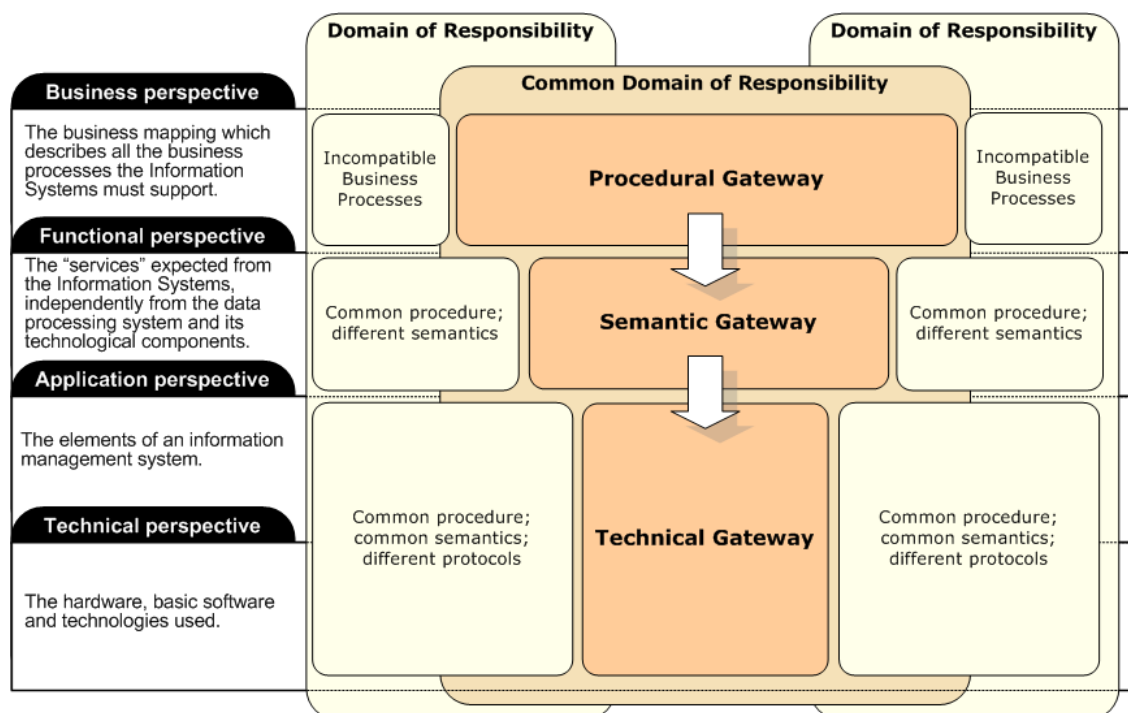 Domain of Responsibility
Domain of Responsibility
Common Domain of Responsibility
Business perspective
The business mapping which
describes all the business
processes the Information
Systems must support.
Incompatible
Business
Processes
Procedural Gateway
Incompatible
Business
Processes
Functional perspective
The “services” expected from
the Information Systems,
independently from the data
processing system and its
technological components.
Common procedure;
different semantics
Semantic Gateway
Common procedure;
different semantics
Application perspective
The elements of an information
management system.
Technical perspective
The hardware, basic software
and technologies used.
Common procedure;
common semantics;
different protocols
Technical Gateway
Common procedure;
common semantics;
different protocols